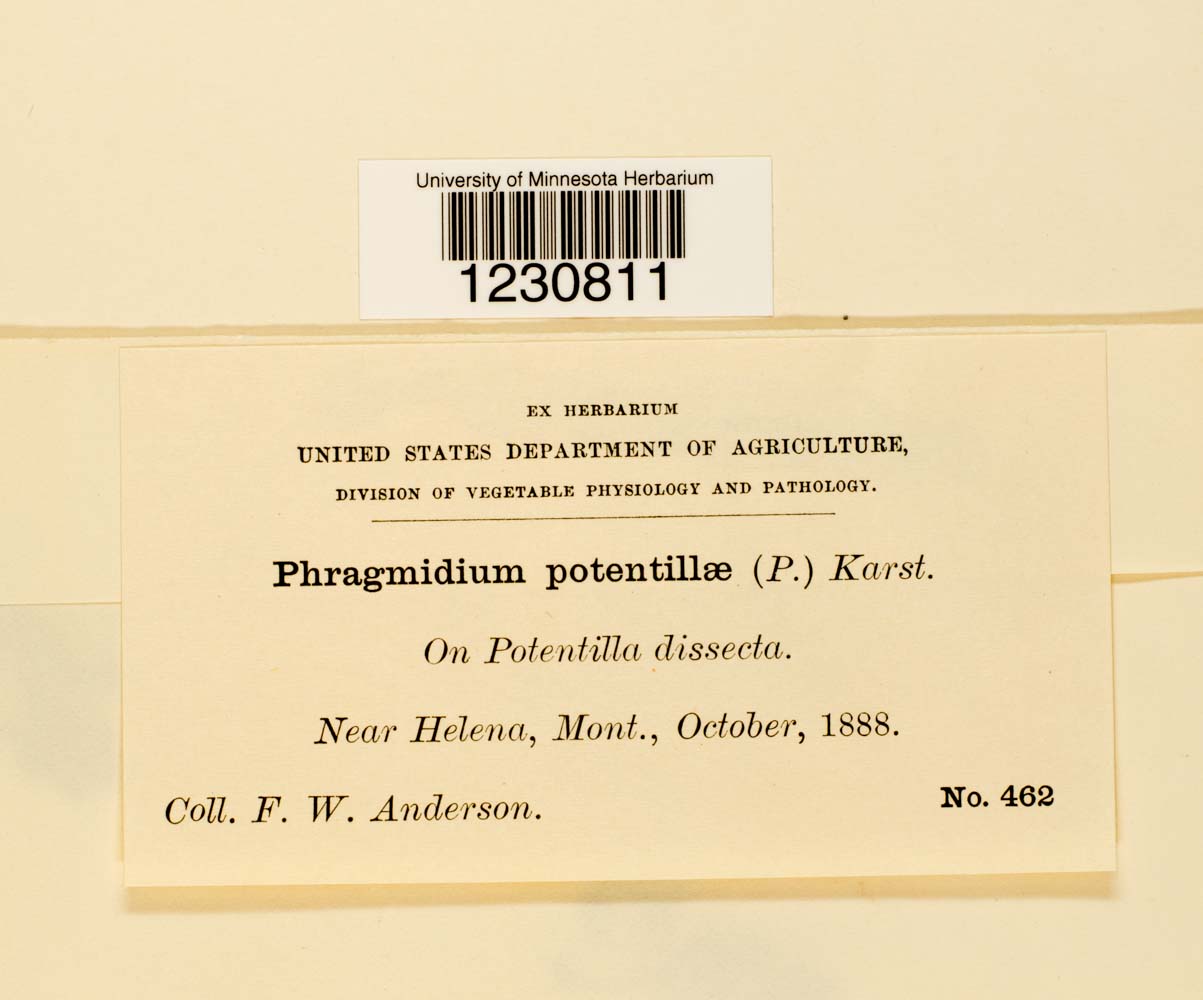 University of Minnesota Herbarium
1230811
EX HERBARIUM
UNITED STATES DEPARTMENT OF AGRICULTURE,
DIVISION OF VEGETABLE PHYSIOLOGY AND PATHOLOGY.
Phragmidium potentillæ (P.) Karst.
On Potentilla dissecta.
Near Helena, Mont., October, 1888.
Coll. F. W. Anderson. No. 462